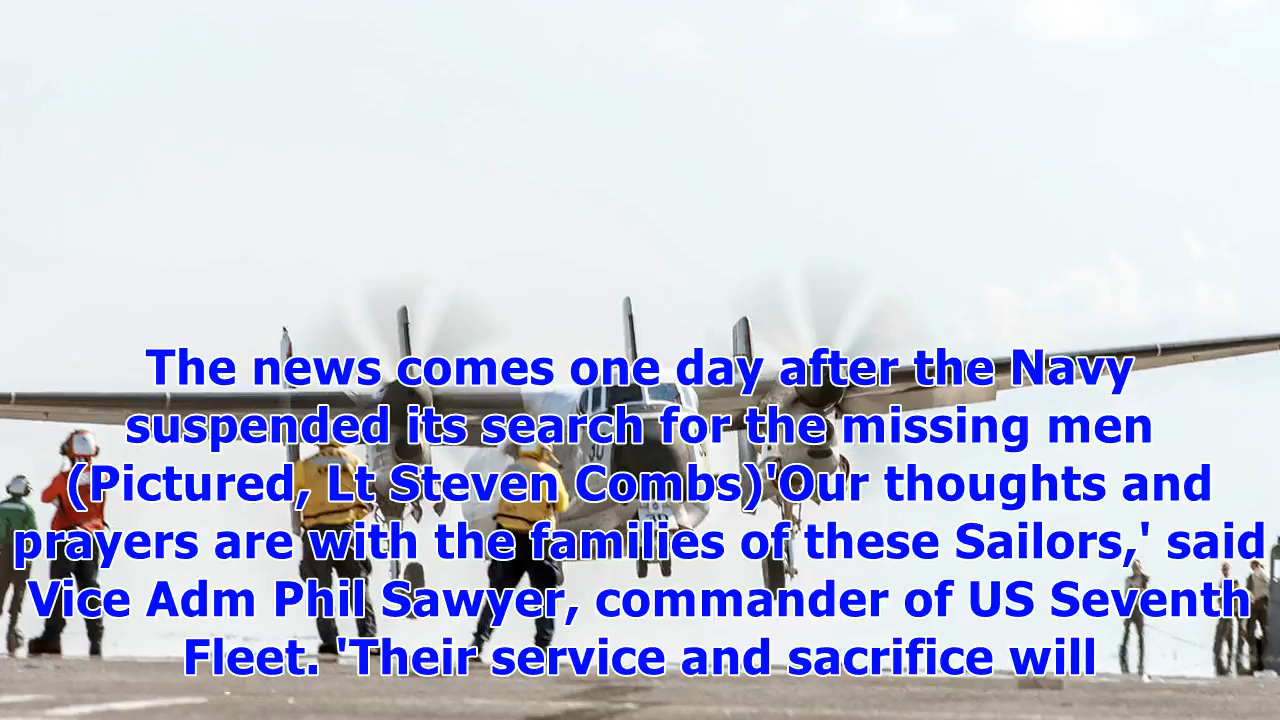 The news comes one day after the Navy
suspended its search for the missing men
(Pictured, Lt Steven Combs)'Our thoughts and
prayers are with the families of these Sailors,' said
Vice Adm Phil Sawyer, commander of US Seventh
Fleet. 'Their service and sacrifice will
30